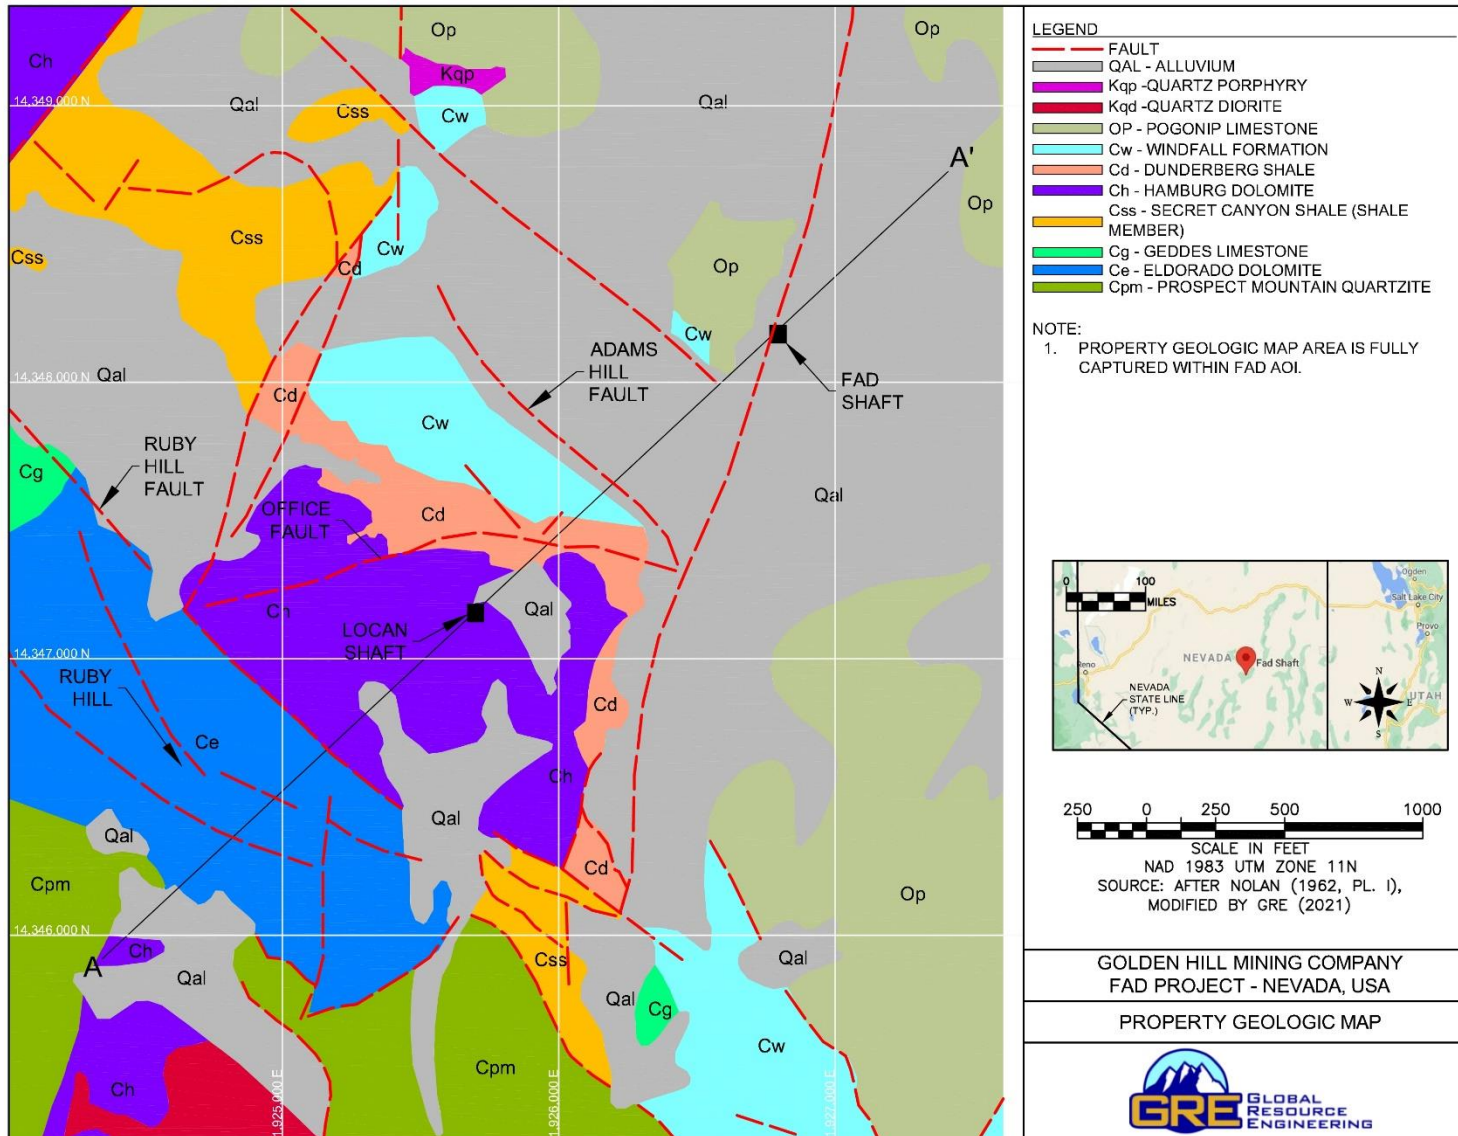 Ch
Op
Op
Kqp
Qal
Css
Cw
Qal
14,349,000 N
A'
Op
Css
Css
Cw
Cd
Op
Cw
Qal
14,348,000 N
ADAMS
HILL
FAULT
FAD
SHAFT
Cd
Cw
RUBY
HILL
FAULT
Cg
OFFICE
FAULT
Cd
Qal
Ch
Qal
LOCAN
SHAFT
14,347,000 N
RUBY
HILL
Ce
Cd
Ch
Qal
Qal
Cpm
Cd
Op
14,346,000 N
A
Ch
Qal
Css
Qal
Cg
Qal
Cw
Cpm
Ch
1,925,000 E
1,926,000 E
1,927,000 E
LEGEND
FAULT
QAL - ALLUVIUM
Kqp -QUARTZ PORPHYRY
Kqd -QUARTZ DIORITE
OP - POGONIP LIMESTONE
Cw - WINDFALL FORMATION
Cd - DUNDERBERG SHALE
Ch - HAMBURG DOLOMITE
Css - SECRET CANYON SHALE (SHALE
MEMBER)
Cg - GEDDES LIMESTONE
Ce - ELDORADO DOLOMITE
Cpm - PROSPECT MOUNTAIN QUARTZITE
NOTE:
1. PROPERTY GEOLOGIC MAP AREA IS FULLY
CAPTURED WITHIN FAD AOI.
0 100
MILES
Ogden
Salt Lake City
Provo
Reno
NEVADA
Fad Shaft
UTAH
NEVADA
STATE LINE
(TYP.)
N
W E
S
250 0 250 500 1000
SCALE IN FEET
NAD 1983 UTM ZONE 11N
SOURCE: AFTER NOLAN (1962, PL. I),
MODIFIED BY GRE (2021)
GOLDEN HILL MINING COMPANY
FAD PROJECT - NEVADA, USA
PROPERTY GEOLOGIC MAP
GRE
GLOBAL
RESOURCE
ENGINEERING